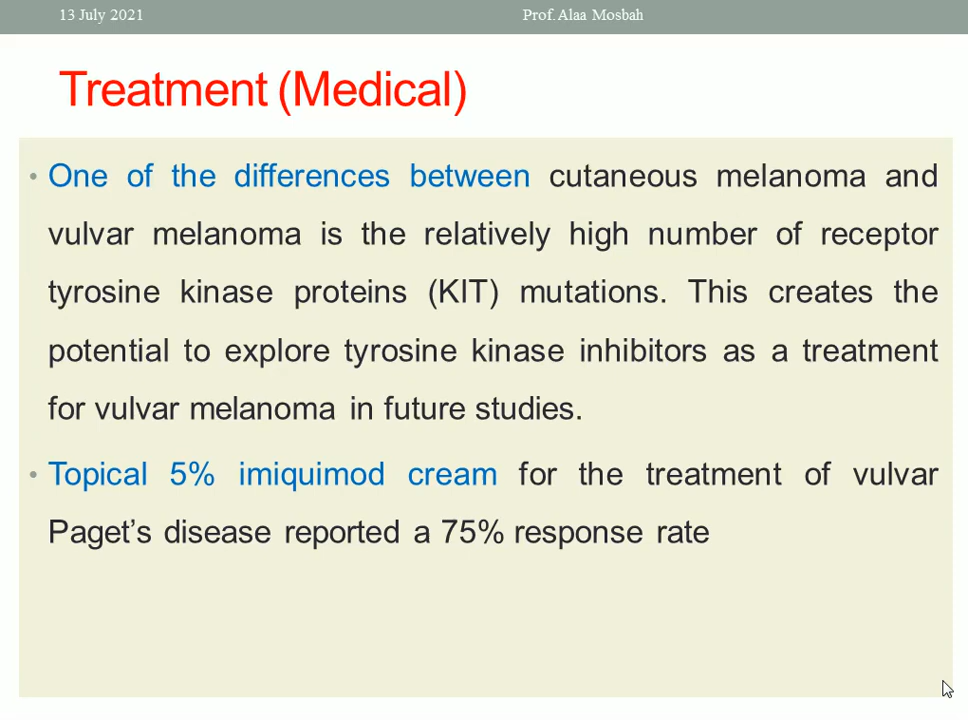 13 July 2021 Prof. Alaa Mosbah
Treatment (Medical)
• One of the differences between cutaneous melanoma and
vulvar melanoma is the relatively high number of receptor
tyrosine kinase proteins (KIT) mutations. This creates the
potential to explore tyrosine kinase inhibitors as a treatment
for vulvar melanoma in future studies.
• Topical 5% imiquimod cream for the treatment of vulvar
Paget’s disease reported a 75% response rate